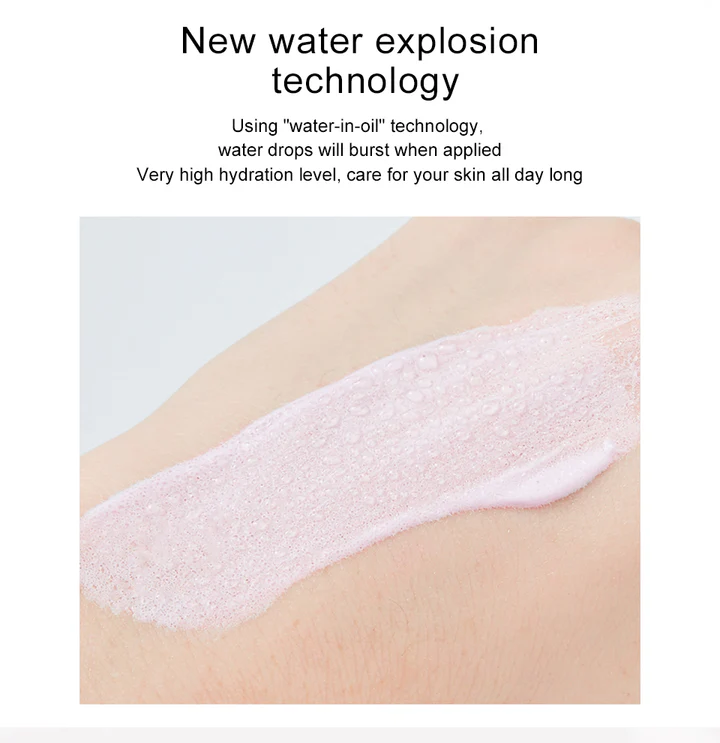 New water explosion
technology
Using "water-in-oil" technology,
water drops will burst when applied
Very high hydration level, care for your skin all day long